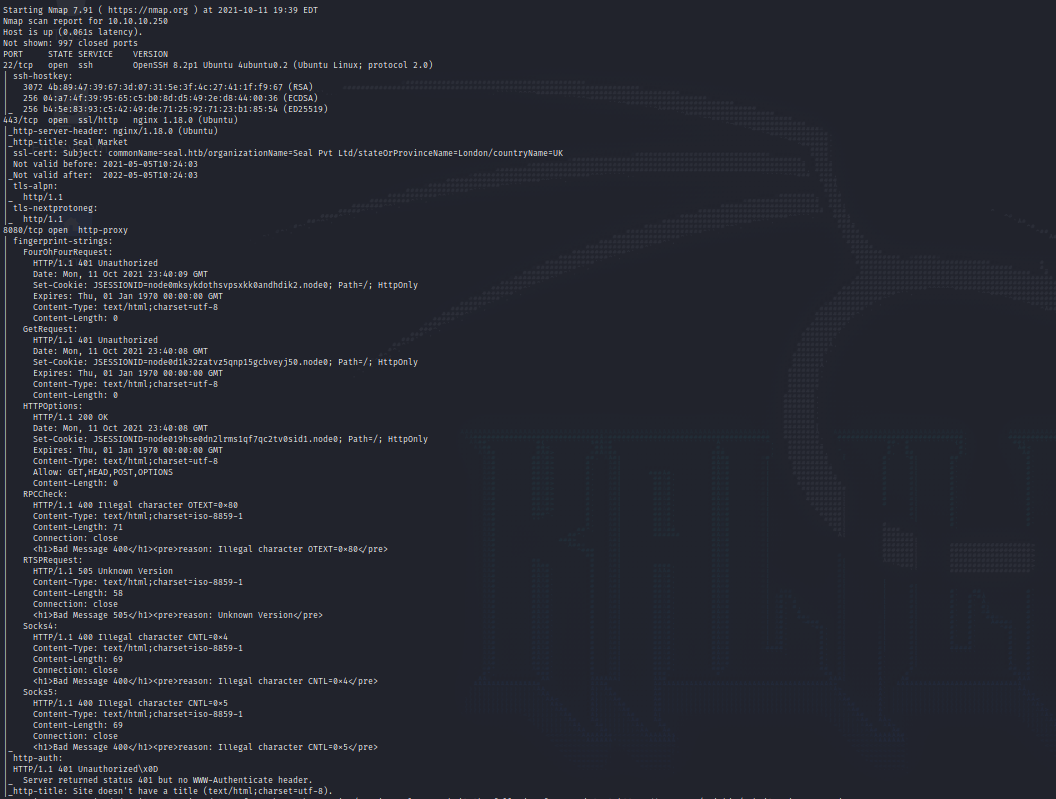 Starting Nmap 7.91 ( https://nmap.org ) at 2021-10-11 19:39 EDT
Nmap scan report for 10.10.10.250
Host is up (0.061s latency).
Not shown: 997 closed ports
PORT     STATE SERVICE    VERSION
22/tcp   open  ssh        OpenSSH 8.2p1 Ubuntu 4ubuntu0.2 (Ubuntu Linux; protocol 2.0)
| ssh-hostkey:
|   3072 4b:89:47:39:67:3d:07:31:5e:3f:4c:27:41:1f:f9:67 (RSA)
|   256 04:a7:4f:39:95:65:c5:b0:8d:d5:49:2e:d8:44:00:36 (ECDSA)
|_  256 b4:5e:83:93:c5:42:49:de:71:25:92:71:23:b1:85:54 (ED25519)
443/tcp  open  ssl/http   nginx 1.18.0 (Ubuntu)
|_http-server-header: nginx/1.18.0 (Ubuntu)
|_http-title: Seal Market
| ssl-cert: Subject: commonName=seal.htb/organizationName=Seal Pvt Ltd/stateOrProvinceName=London/countryName=UK
| Not valid before: 2021-05-05T10:24:03
|_Not valid after:  2022-05-05T10:24:03
| tls-alpn:
|_  http/1.1
| tls-nextprotoneg:
|_  http/1.1
8080/tcp open  http-proxy
| fingerprint-strings:
|   FourOhFourRequest:
|     HTTP/1.1 401 Unauthorized
|     Date: Mon, 11 Oct 2021 23:40:09 GMT
|     Set-Cookie: JSESSIONID=node0mksykdothsvpsxkk0andhdik2.node0; Path=/; HttpOnly
|     Expires: Thu, 01 Jan 1970 00:00:00 GMT
|     Content-Type: text/html;charset=utf-8
|     Content-Length: 0
|   GetRequest:
|     HTTP/1.1 401 Unauthorized
|     Date: Mon, 11 Oct 2021 23:40:08 GMT
|     Set-Cookie: JSESSIONID=node0d1k32zatvz5qnp15gcbveyj50.node0; Path=/; HttpOnly
|     Expires: Thu, 01 Jan 1970 00:00:00 GMT
|     Content-Type: text/html;charset=utf-8
|     Content-Length: 0
|   HTTPOptions:
|     HTTP/1.1 200 OK
|     Date: Mon, 11 Oct 2021 23:40:08 GMT
|     Set-Cookie: JSESSIONID=node019hse0dn2lrms1qf7qc2tv0sid1.node0; Path=/; HttpOnly
|     Expires: Thu, 01 Jan 1970 00:00:00 GMT
|     Content-Type: text/html;charset=utf-8
|     Allow: GET,HEAD,POST,OPTIONS
|     Content-Length: 0
|   RPCCheck:
|     HTTP/1.1 400 Illegal character OTEXT=0×80
|     Content-Type: text/html;charset=iso-8859-1
|     Content-Length: 71
|     Connection: close
|     <h1>Bad Message 400</h1><pre>reason: Illegal character OTEXT=0×80</pre>
|   RTSPRequest:
|     HTTP/1.1 505 Unknown Version
|     Content-Type: text/html;charset=iso-8859-1
|     Content-Length: 58
|     Connection: close
|     <h1>Bad Message 505</h1><pre>reason: Unknown Version</pre>
|   Socks4:
|     HTTP/1.1 400 Illegal character CNTL=0×4
|     Content-Type: text/html;charset=iso-8859-1
|     Content-Length: 69
|     Connection: close
|     <h1>Bad Message 400</h1><pre>reason: Illegal character CNTL=0×4</pre>
|   Socks5:
|     HTTP/1.1 400 Illegal character CNTL=0×5
|     Content-Type: text/html;charset=iso-8859-1
|     Content-Length: 69
|     Connection: close
|_    <h1>Bad Message 400</h1><pre>reason: Illegal character CNTL=0×5</pre>
| http-auth:
| HTTP/1.1 401 Unauthorized\x0D
|_  Server returned status 401 but no WWW-Authenticate header.
|_http-title: Site doesn't have a title (text/html;charset=utf-8).